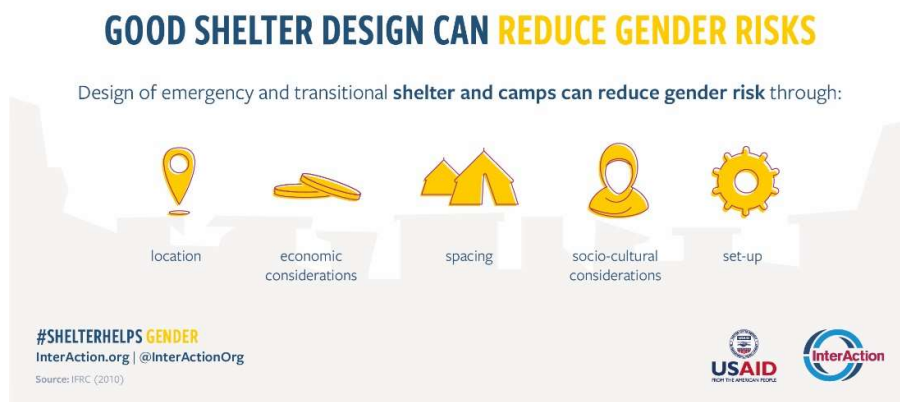 GOOD SHELTER DESIGN CAN REDUCE GENDER RISKS
Design of emergency and transitional shelter and camps can reduce gender risk through:
location
economic
considerations
spacing
socio-cultural
considerations
set-up
#SHELTERHELPS GENDER
InterAction.org | @InterActionOrg
Source: IFRC (2010)
USAID
FROM THE AMERICAN PEOPLE
InterAction